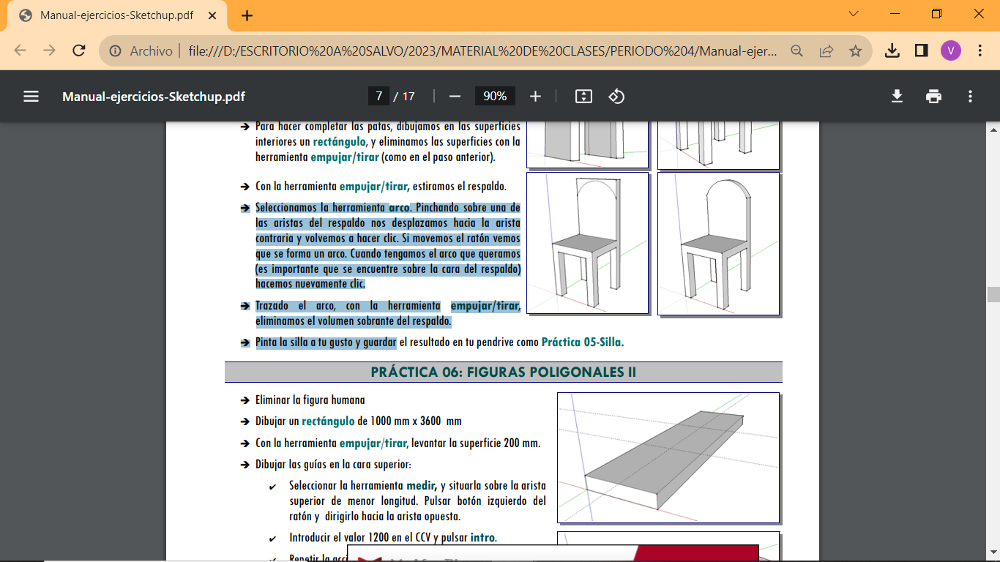 Manual-ejercicios-Sketchup.pdf
Archivo
file:///D:/ESCRITORIO%20A%20SALVO/2023/MATERIAL%20DE%20CLASES/PERIODO%204/Manual-ejer...
V
Manual-ejercicios-Sketchup.pdf
7 / 17
90%
➔ Para hacer completar las patas, dibujamos en las superficies
interiores un rectángulo, y eliminamos las superficies con la
herramienta empujar/tirar (como en el paso anterior).
➔ Con la herramienta empujar/tirar, estiramos el respaldo.
➔ Seleccionamos la herramienta arco. Pinchando sobre una de
las aristas del respaldo nos desplazamos hacia la arista
contraria y volvemos a hacer clic. Si movemos el ratón vemos
que se forma un arco. Cuando tengamos el arco que queramos
(es importante que se encuentre sobre la cara del respaldo)
hacemos nuevamente clic.
➔ Trazado el arco, con la herramienta empujar/tirar,
eliminamos el volumen sobrante del respaldo.
➔ Pinta la silla a tu gusto y guardar el resultado en tu pendrive como Práctica 05-Silla.
PRÁCTICA 06: FIGURAS POLIGONALES II
➔ Eliminar la figura humana
➔ Dibujar un rectángulo de 1000 mm x 3600 mm
➔ Con la herramienta empujar/tirar, levantar la superficie 200 mm.
➔ Dibujar las guías en la cara superior:
✔ Seleccionar la herramienta medir, y situarla sobre la arista
superior de menor longitud. Pulsar botón izquierdo del
ratón y dirigirlo hacia la arista opuesta.
✔ Introducir el valor 1200 en el CCV y pulsar intro.
✔ Repetir la